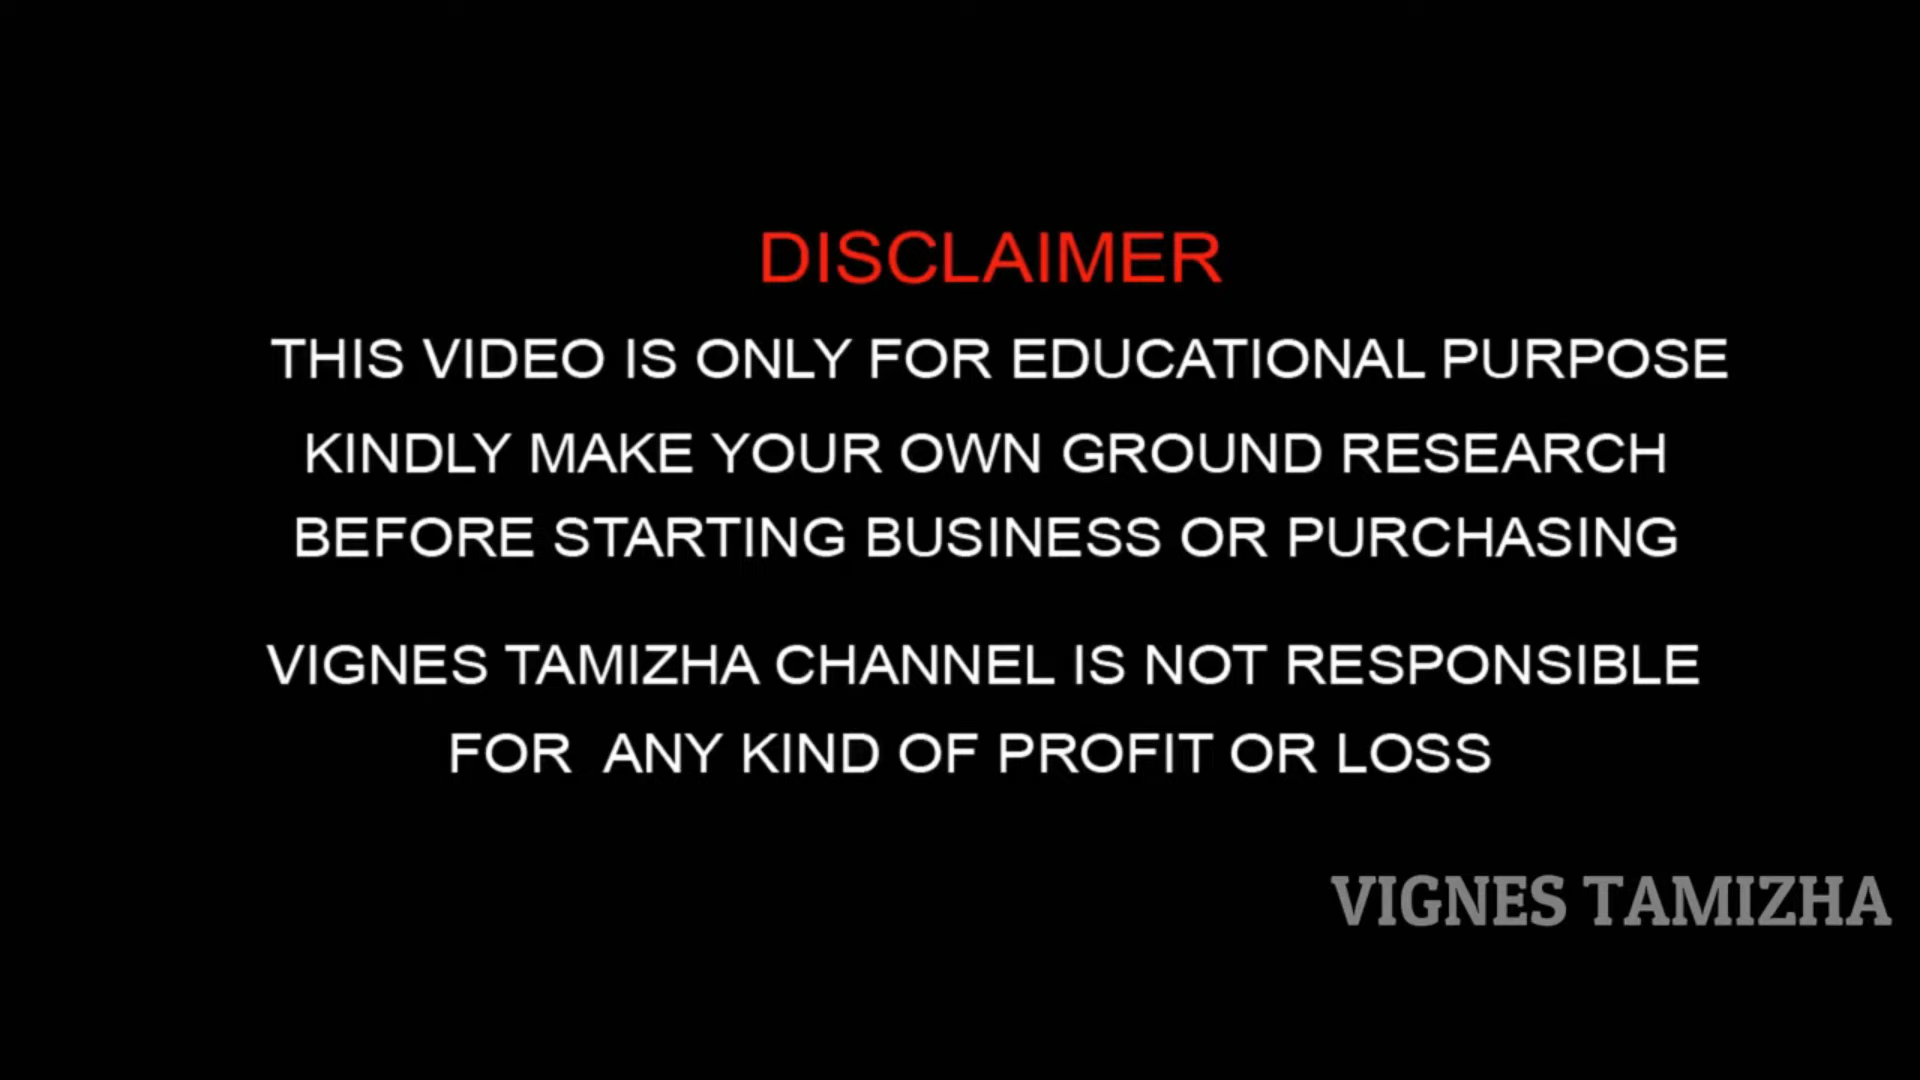 DISCLAIMER
THIS VIDEO IS ONLY FOR EDUCATIONAL PURPOSE
KINDLY MAKE YOUR OWN GROUND RESEARCH
BEFORE STARTING BUSINESS OR PURCHASING
VIGNES TAMIZHA CHANNEL IS NOT RESPONSIBLE
FOR ANY KIND OF PROFIT OR LOSS
VIGNES TAMIZHA